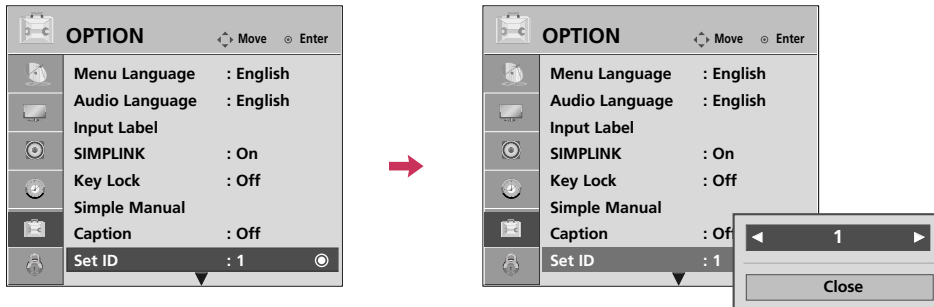 OPTION Move Enter
Menu Language : English
Audio Language : English
Input Label
SIMPLINK : On
Key Lock : Off
Simple Manual
Caption : Off
Set ID : 1
OPTION Move Enter
Menu Language : English
Audio Language : English
Input Label
SIMPLINK : On
Key Lock : Off
Simple Manual
Caption : Of
Set ID : 1
1
Close